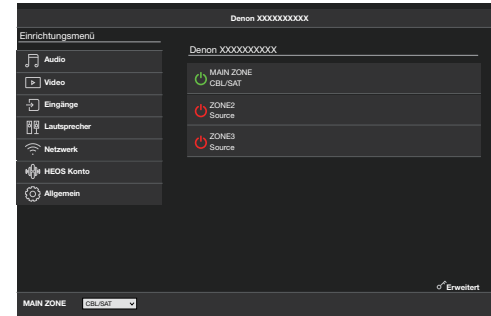 Denon XXXXXXXXXX
Einrichtungsmenü
Audio
Video
Eingänge
Lautsprecher
Netzwerk
HEOS Konto
Allgemein
Denon XXXXXXXXXX
MAIN ZONE
CBL/SAT
ZONE2
Source
ZONE3
Source
Erweitert
MAIN ZONE CBL/SAT